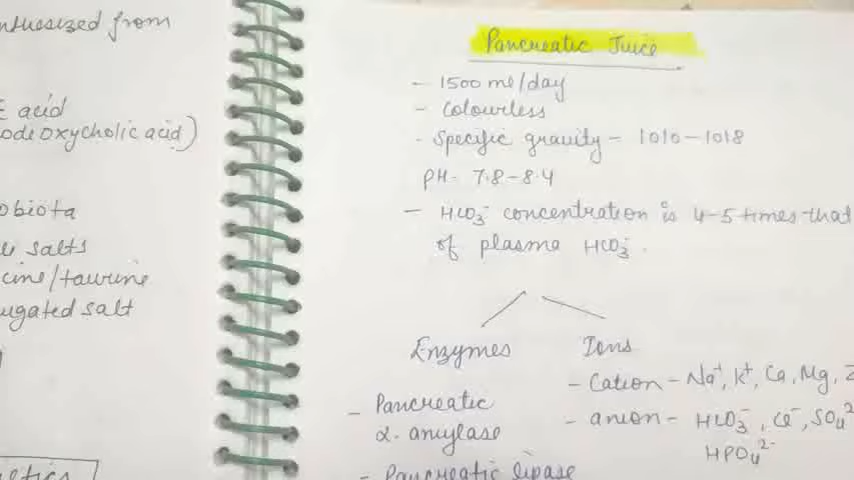 synthesized from
acid
odeoxycholic acid)
obiota
salts
cine/taurine
ugated salt
Pancreatic Juice
- 1500 ml/day
- Colourless
- Specific gravity - 1010-1018
PH- 7.8-8.4
- HCO3⁻ concentration is 4-5 times that
of plasma HCO3⁻.
Enzymes
Ions
- Cation - Na⁺, K⁺, Ca, Mg, Z
- anion - HCO3⁻, Cl⁻, SO4²
HPO4²⁻
- Pancreatic
α-amylase
- Pancreatic lipase